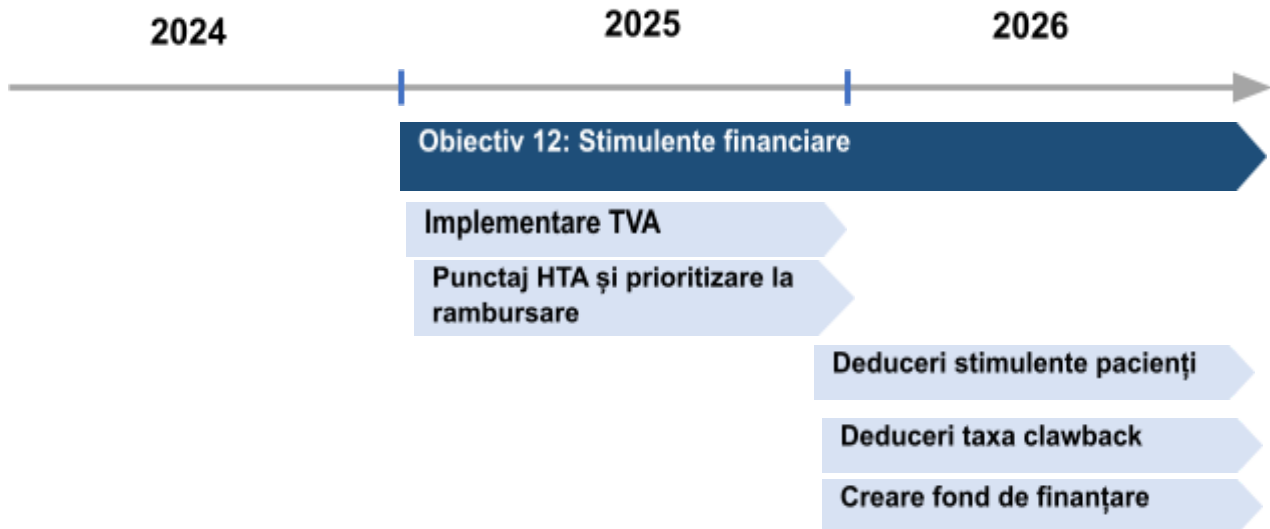 2024
2025
2026
Obiectiv 12: Stimulente financiare
Implementare TVA
Punctaj HTA și prioritizare la
rambursare
Deduceri stimulente pacienți
Deduceri taxa clawback
Creare fond de finanțare